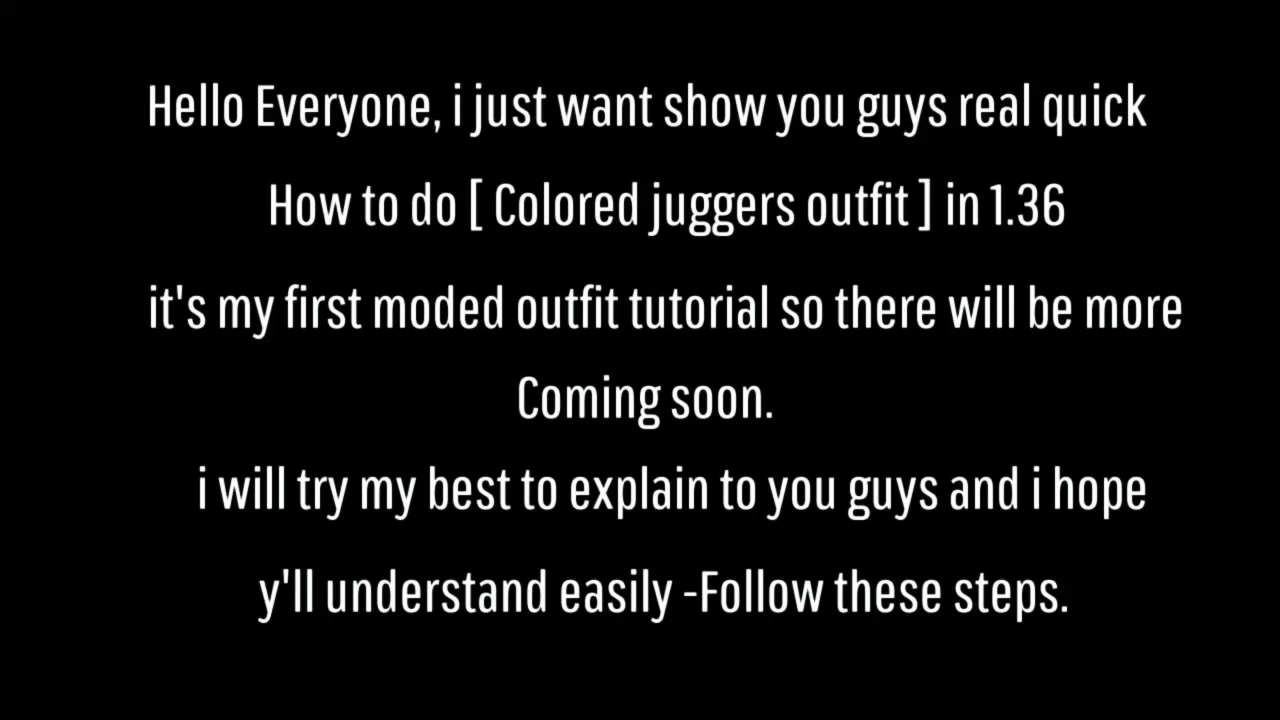 Hello Everyone, i just want show you guys real quick
How to do [ Colored juggers outfit ] in 1.36
it's my first moded outfit tutorial so there will be more
Coming soon.
i will try my best to explain to you guys and i hope
y'll understand easily -Follow these steps.